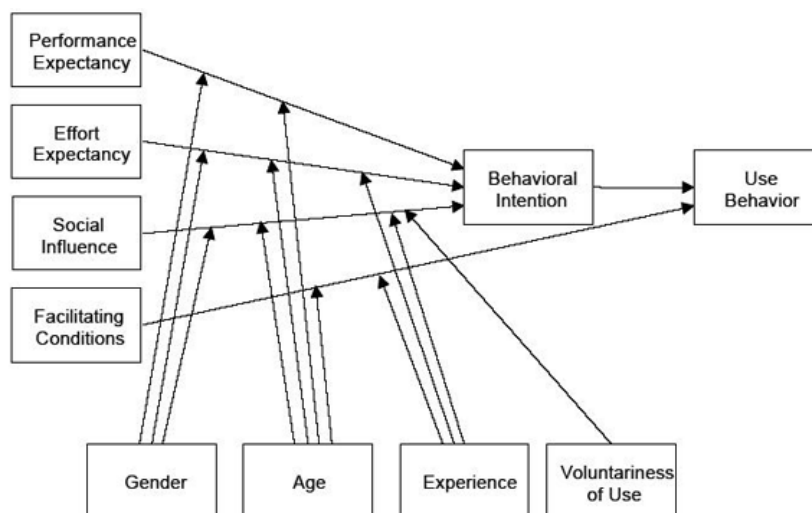 Performance
Expectancy
Effort
Expectancy
Social
Influence
Facilitating
Conditions
Behavioral
Intention
Use
Behavior
Gender
Age
Experience
Voluntariness
of Use